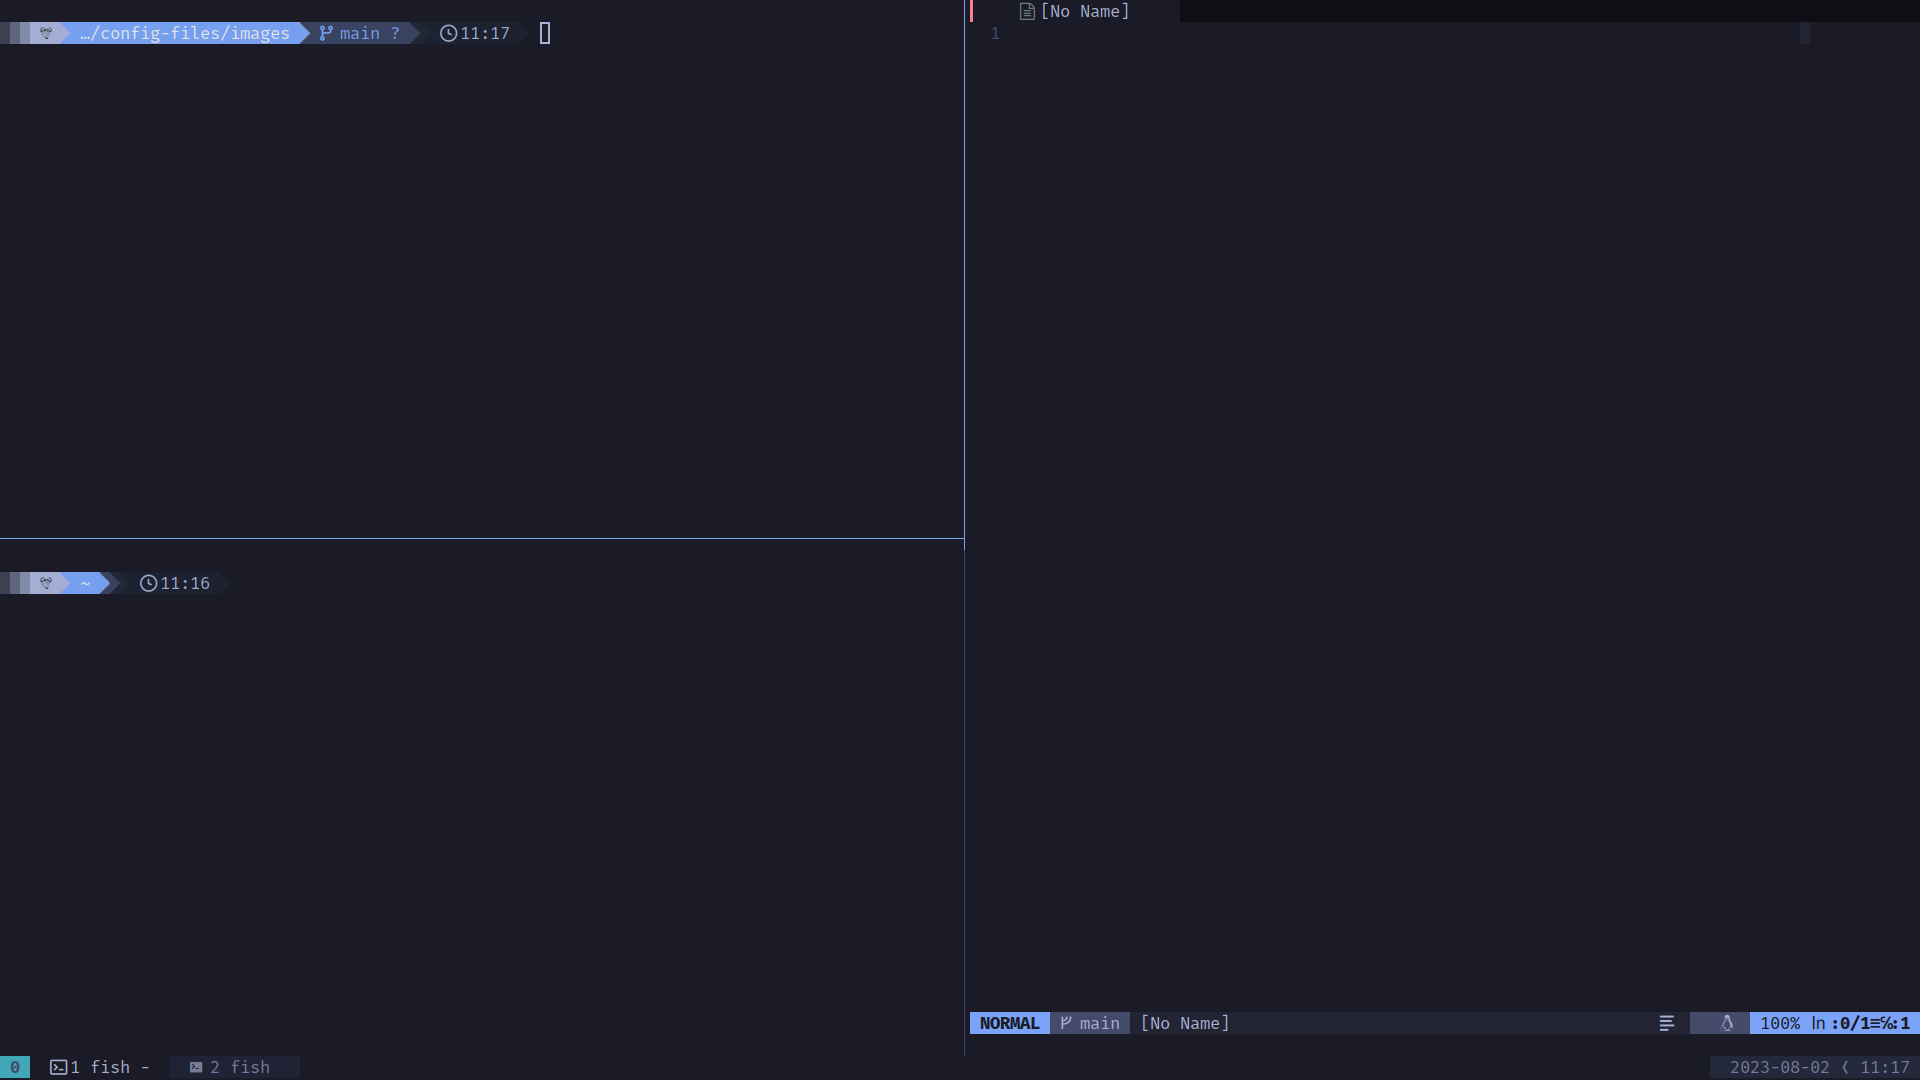 …/config-files/images main ? 11:17
~ 11:16
[No Name]
1
NORMAL main [No Name] 100% ln :0/1≡℅:1
0 1 fish - 2 fish 2023-08-02 ⟨ 11:17